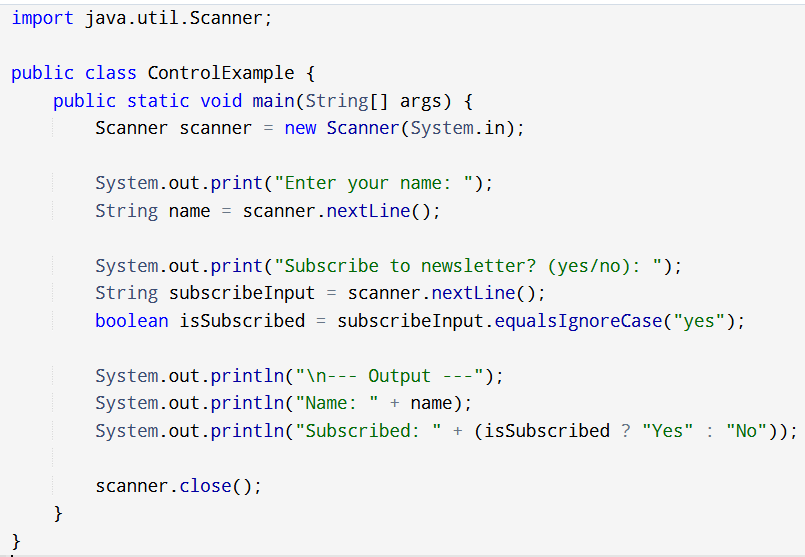 import java.util.Scanner;

public class ControlExample {
    public static void main(String[] args) {
        Scanner scanner = new Scanner(System.in);

        System.out.print("Enter your name: ");
        String name = scanner.nextLine();

        System.out.print("Subscribe to newsletter? (yes/no): ");
        String subscribeInput = scanner.nextLine();
        boolean isSubscribed = subscribeInput.equalsIgnoreCase("yes");

        System.out.println("\n--- Output ---");
        System.out.println("Name: " + name);
        System.out.println("Subscribed: " + (isSubscribed ? "Yes" : "No"));

        scanner.close();
    }
}